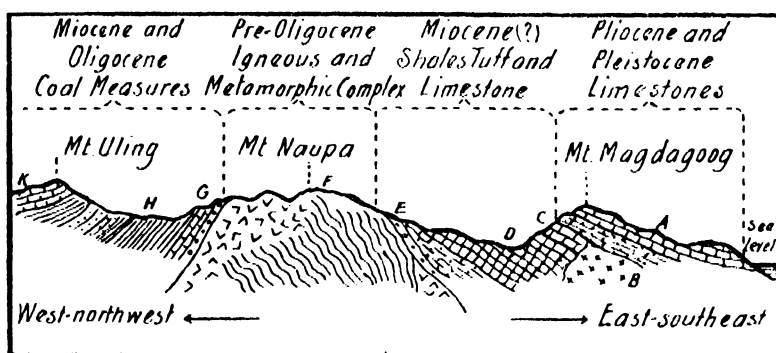 Miocene and
Oligocene
Coal Measures
Pre-Oligocene
Igneous and
Metamorphic Complex
Miocene(?)
Shales Tuff and
Limestone
Pliocene and
Pleistocene
Limestones
Mt. Uling
Mt Naupa
Mt. Magdagoog
K
H
G
F
E
D
C
A
B
Sea
level
West-northwest
East-southeast